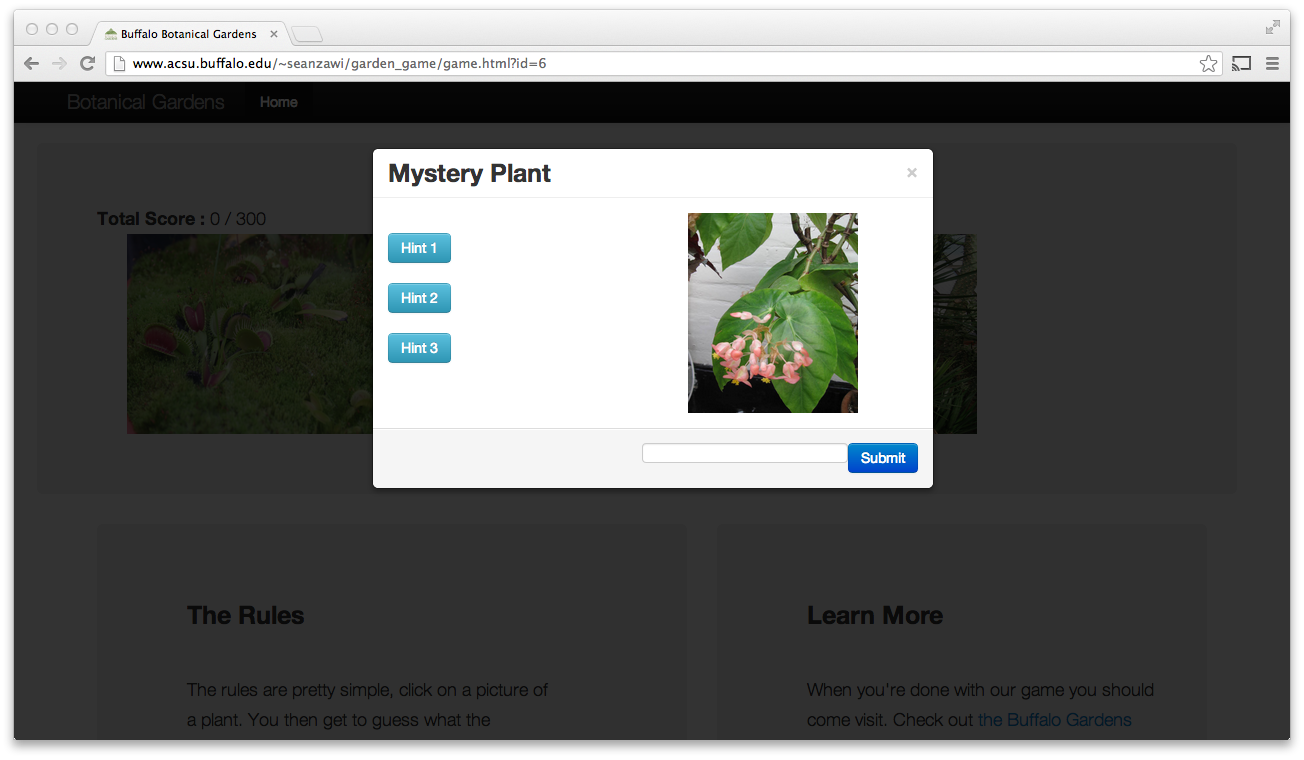 Buffalo Botanical Gardens
www.acsu.buffalo.edu/~seanzawi/garden_game/game.html?id=6
Botanical Gardens
Home
Mystery Plant
×
Total Score : 0 / 300
Hint 1
Hint 2
Hint 3
Submit
The Rules
The rules are pretty simple, click on a picture of
a plant. You then get to guess what the
Learn More
When you're done with our game you should
come visit. Check out the Buffalo Gardens